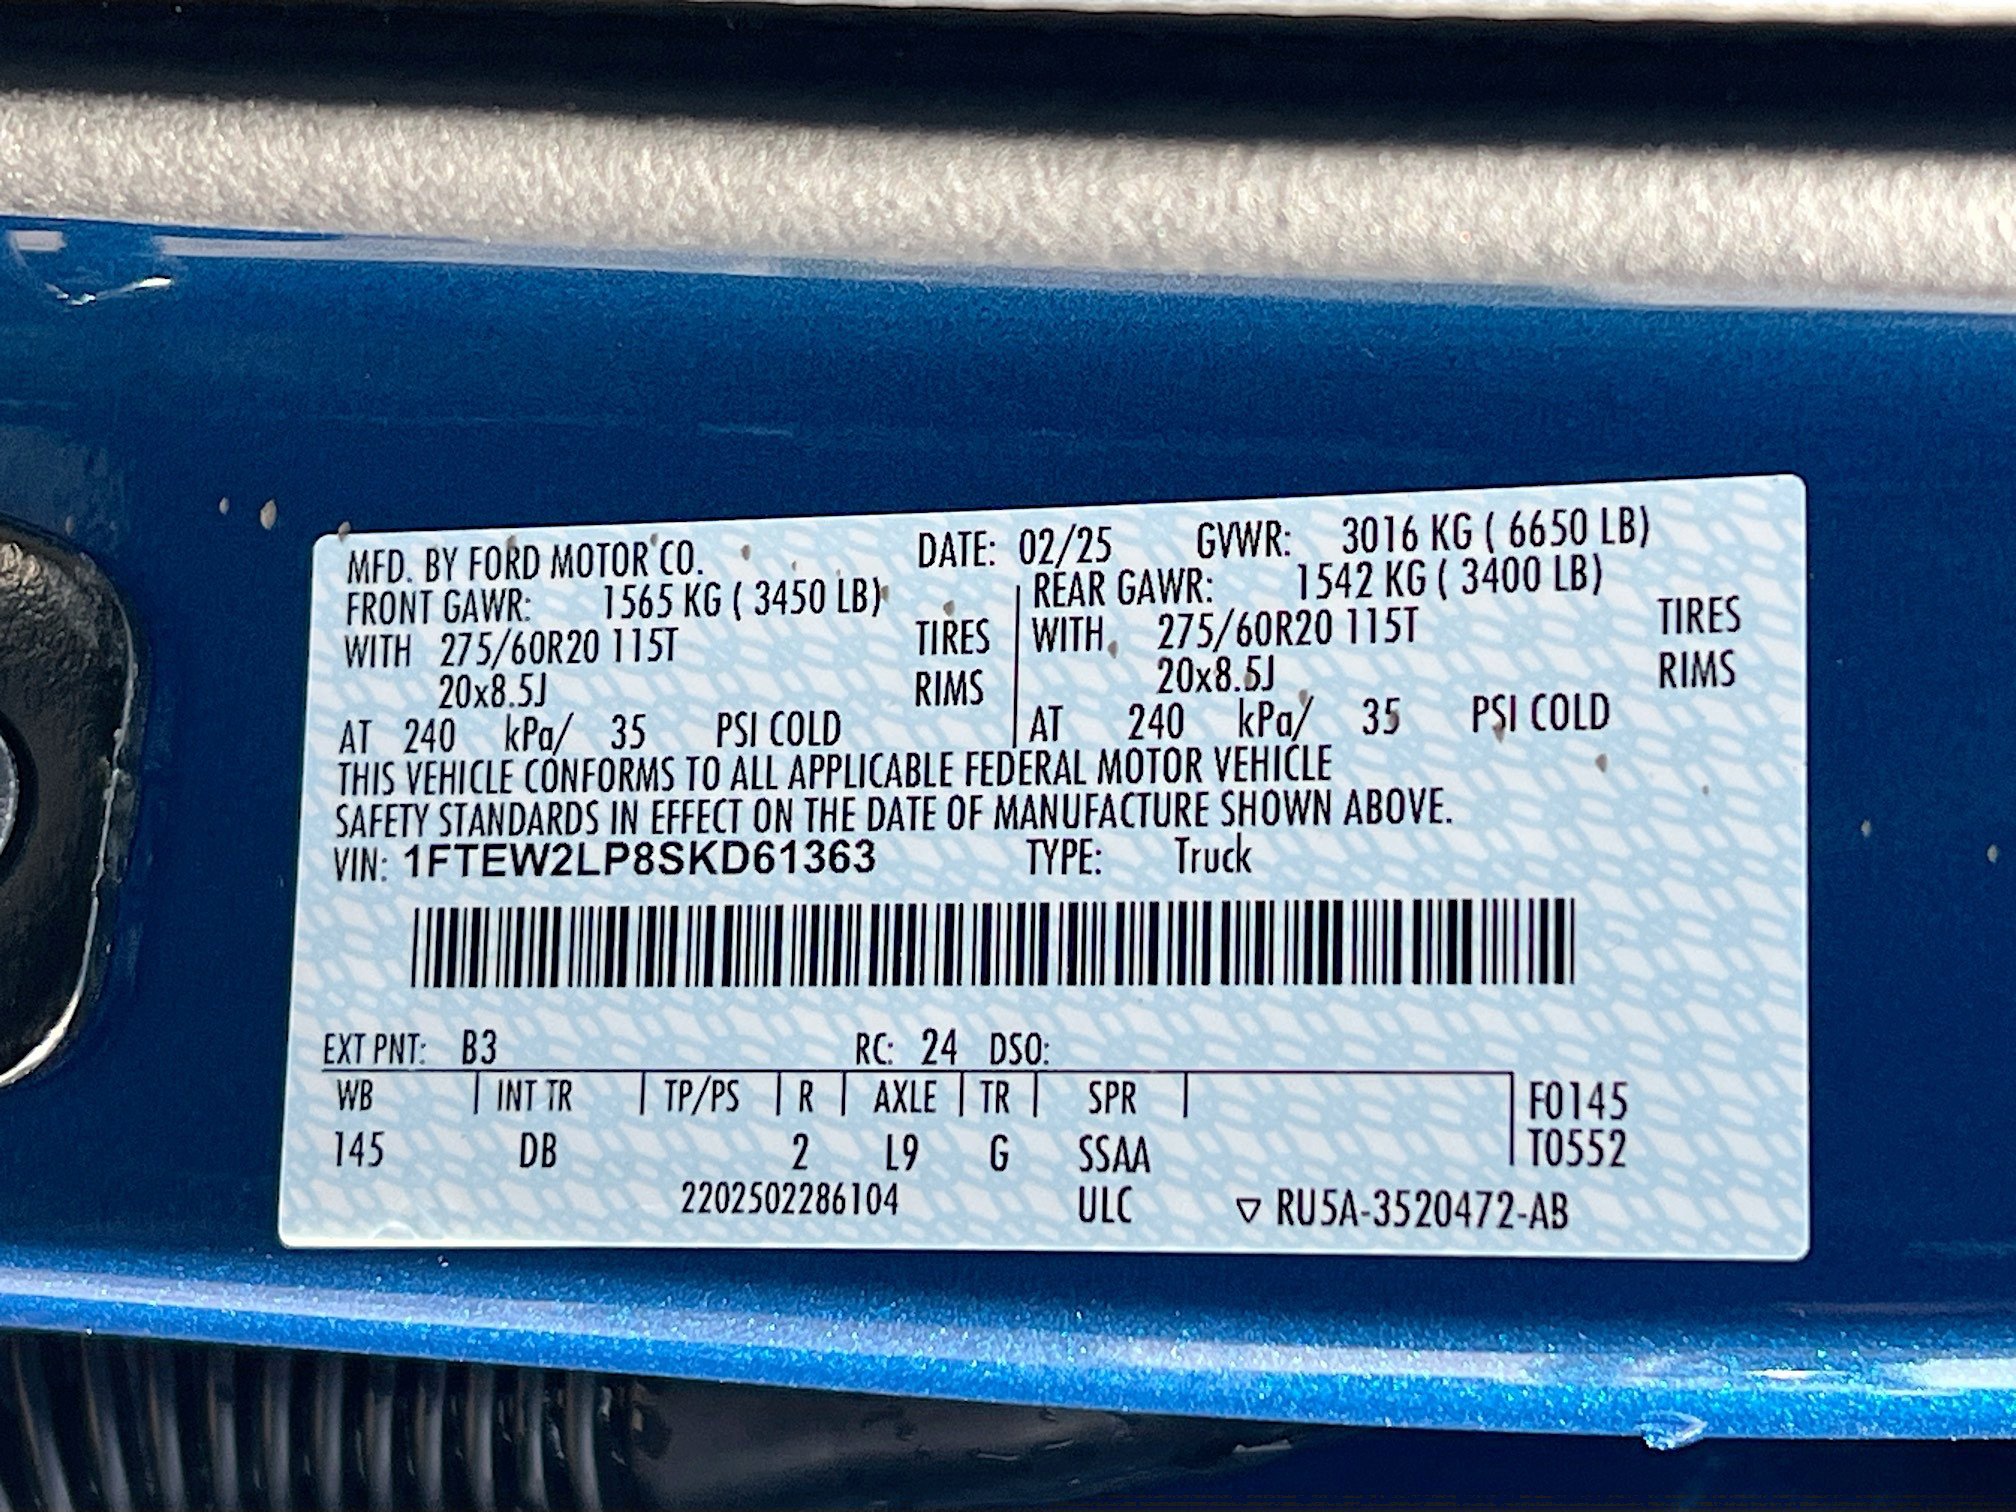 MFD. BY FORD MOTOR CO. DATE: 02/25 GVWR: 3016 KG ( 6650 LB)
FRONT GAWR: 1565 KG ( 3450 LB) REAR GAWR: 1542 KG ( 3400 LB)
WITH 275/60R20 115T TIRES WITH 275/60R20 115T TIRES
20x8.5J RIMS 20x8.5J RIMS
AT 240 kPa/ 35 PSI COLD AT 240 kPa/ 35 PSI COLD
THIS VEHICLE CONFORMS TO ALL APPLICABLE FEDERAL MOTOR VEHICLE
SAFETY STANDARDS IN EFFECT ON THE DATE OF MANUFACTURE SHOWN ABOVE.
VIN: 1FTEW2LP8SKD61363 TYPE: Truck
EXT PNT: B3 RC: 24 DSO:
WB INT TR TP/PS R AXLE TR SPR F0145
145 DB 2 L9 G SSAA T0552
2202502286104 ULC ▽ RU5A-3520472-AB